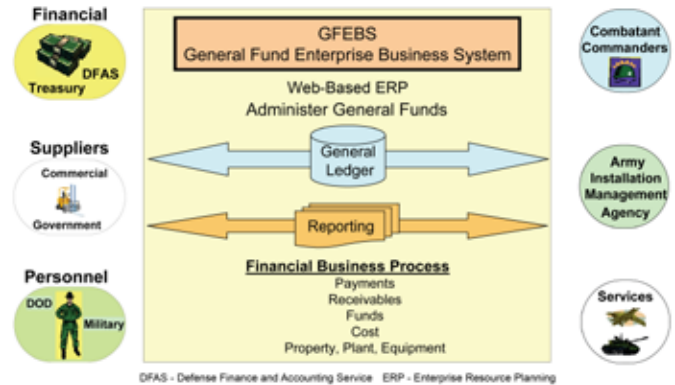 Financial
DFAS
Treasury
Suppliers
Commercial
Government
Personnel
DOD
Military
GFEBS
General Fund Enterprise Business System
Web-Based ERP
Administer General Funds
General
Ledger
Reporting
Financial Business Process
Payments
Receivables
Funds
Cost
Property, Plant, Equipment
Combatant
Commanders
Army
Installation
Management
Agency
Services
DFAS - Defense Finance and Accounting Service ERP - Enterprise Resource Planning